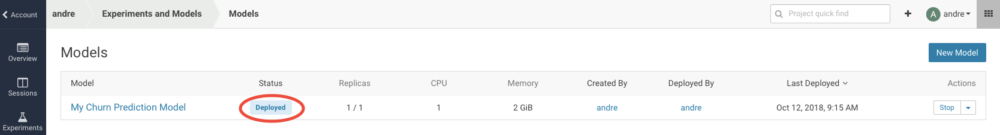 Account
andre
Experiments and Models
Models
Project quick find
A
andre
Overview
Sessions
Experiments
Models
New Model
Model Status Replicas CPU Memory Created By Deployed By Last Deployed Actions
My Churn Prediction Model Deployed 1 / 1 1 2 GiB andre andre Oct 12, 2018, 9:15 AM Stop